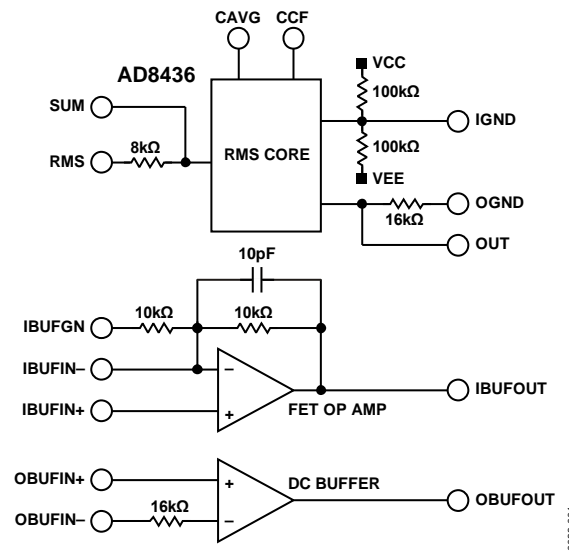 CAVG CCF
AD8436
VCC
100kΩ
SUM
IGND
8kΩ
RMS
RMS CORE
100kΩ
VEE
OGND
16kΩ
OUT
10pF
10kΩ
10kΩ
IBUFGN
IBUFIN–
–
IBUFOUT
IBUFIN+
+
FET OP AMP
OBUFIN+
+
DC BUFFER
OBUFOUT
16kΩ
OBUFIN–
–